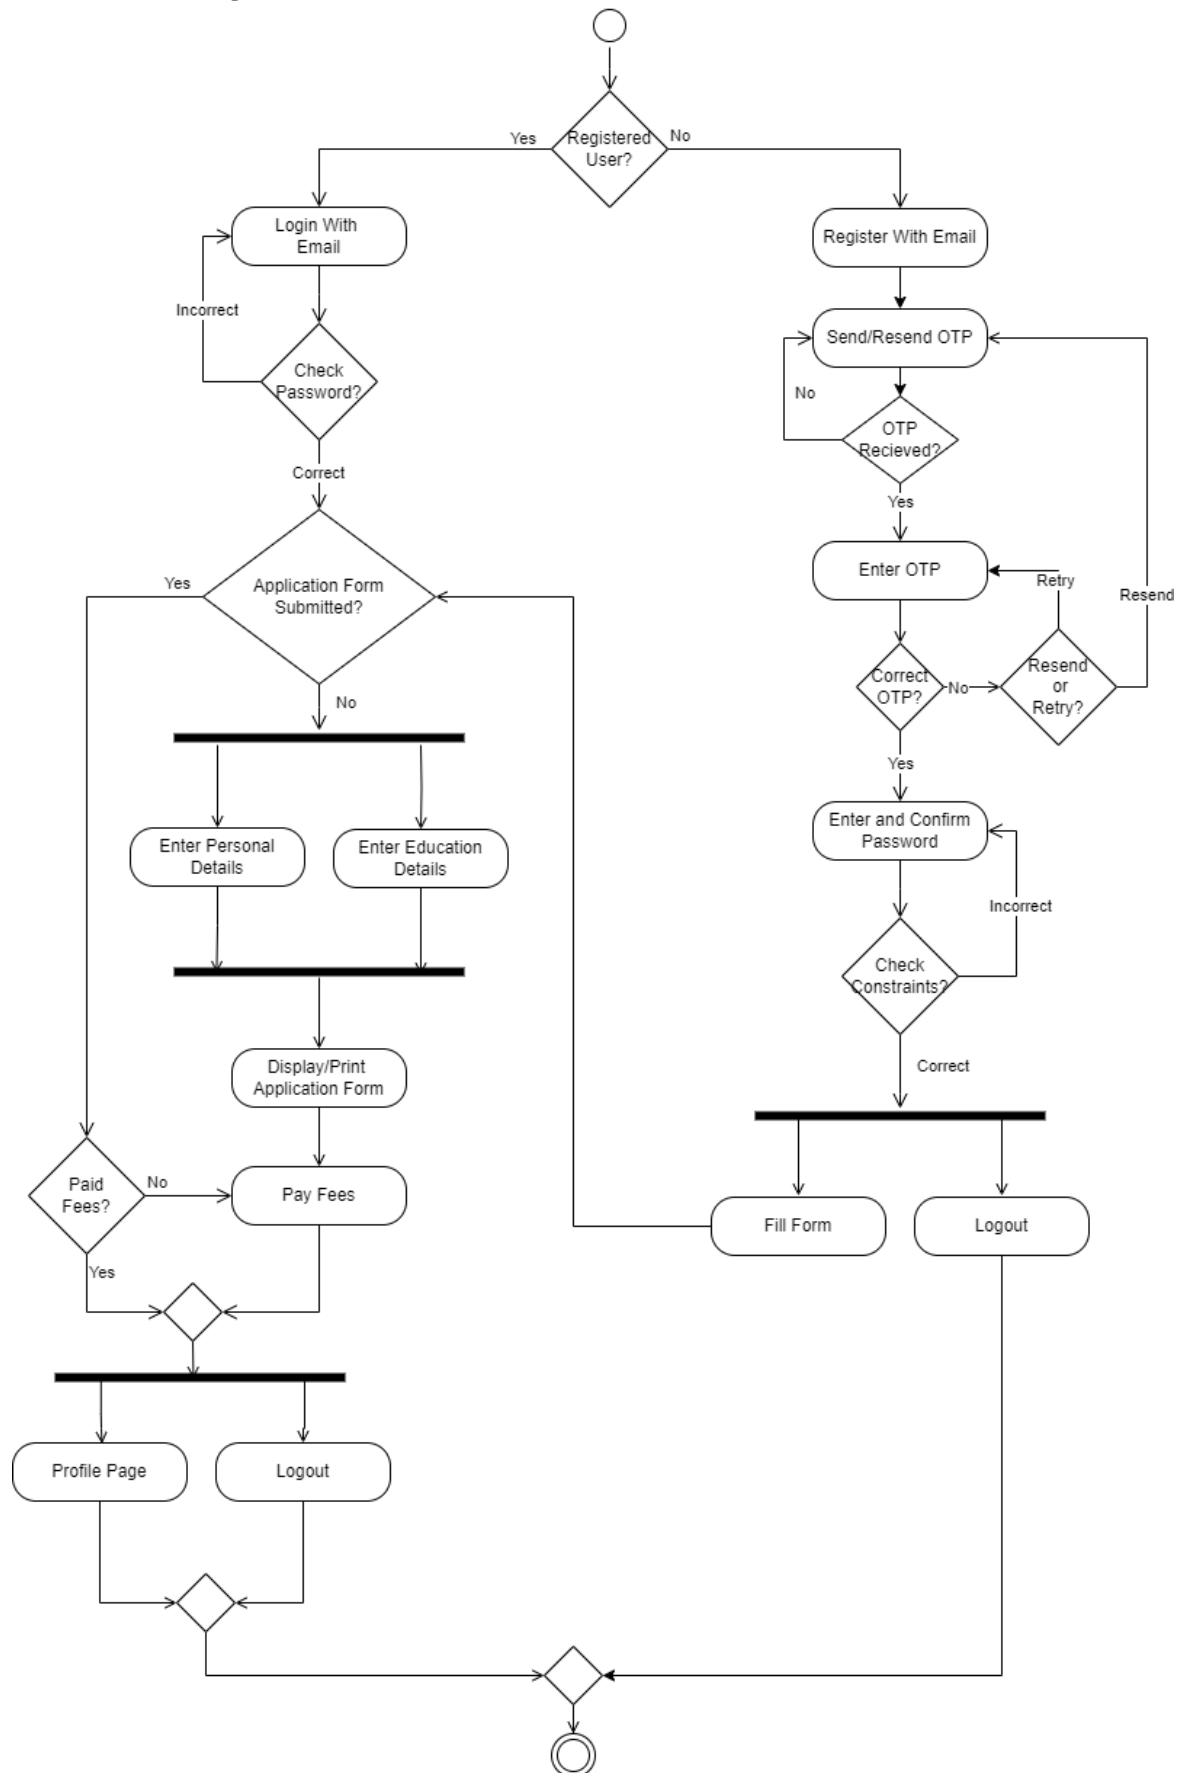 Registered
User?
Yes
No
Login With
Email
Register With Email
Incorrect
Send/Resend OTP
Check
Password?
No
OTP
Recieved?
Correct
Yes
Application Form
Submitted?
Yes
Enter OTP
Retry
Resend
Correct
OTP?
No
Resend
or
Retry?
No
Yes
Enter Personal
Details
Enter Education
Details
Enter and Confirm
Password
Incorrect
Check
Constraints?
Correct
Display/Print
Application Form
Paid
Fees?
No
Pay Fees
Fill Form
Logout
Yes
Profile Page
Logout